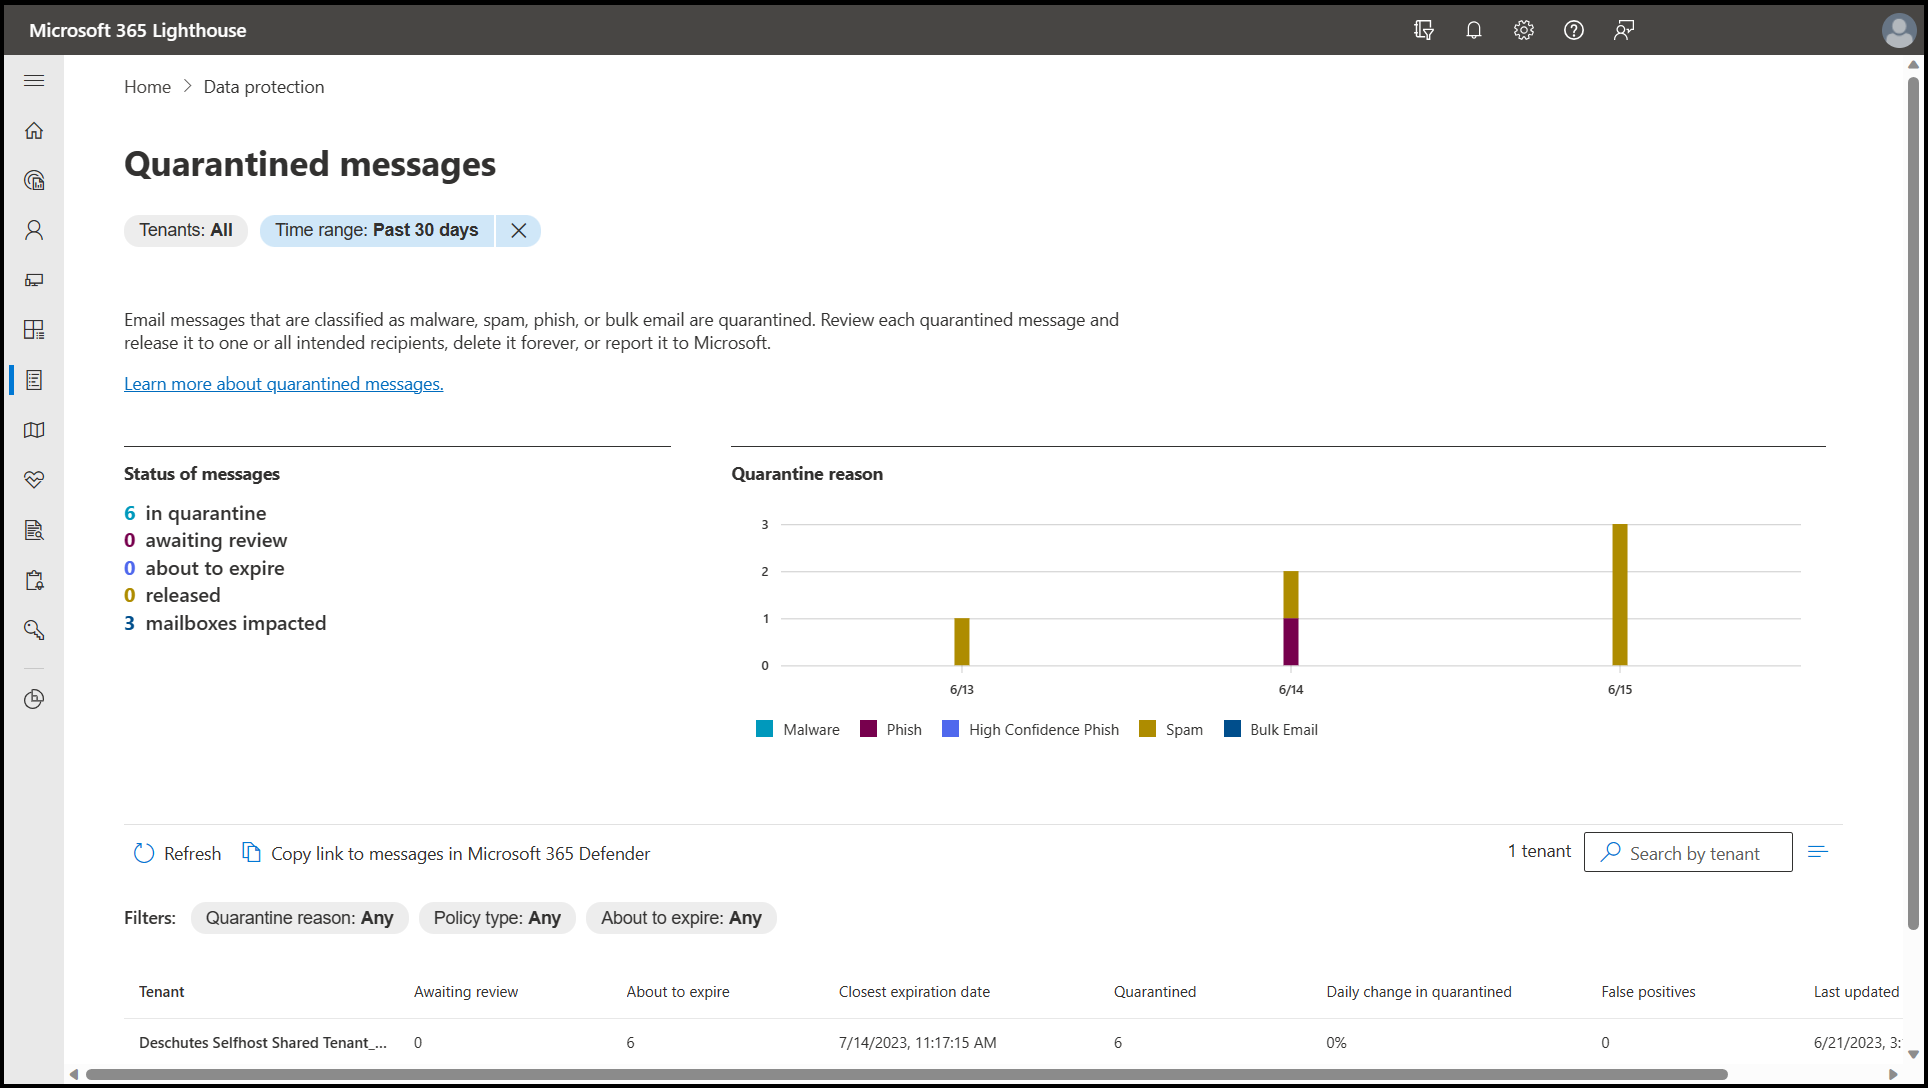 Microsoft 365 Lighthouse
Home > Data protection
Quarantined messages
Tenants: All
Time range: Past 30 days
Email messages that are classified as malware, spam, phish, or bulk email are quarantined. Review each quarantined message and
release it to one or all intended recipients, delete it forever, or report it to Microsoft.
Learn more about quarantined messages.
Status of messages
6 in quarantine
0 awaiting review
0 about to expire
0 released
3 mailboxes impacted
Quarantine reason
3
2
1
0
6/13 6/14 6/15
Malware Phish High Confidence Phish Spam Bulk Email
Refresh Copy link to messages in Microsoft 365 Defender 1 tenant Search by tenant
Filters: Quarantine reason: Any Policy type: Any About to expire: Any
Tenant Awaiting review About to expire Closest expiration date Quarantined Daily change in quarantined False positives Last updated
Deschutes Selfhost Shared Tenant_... 0 6 7/14/2023, 11:17:15 AM 6 0% 0 6/21/2023, 3: